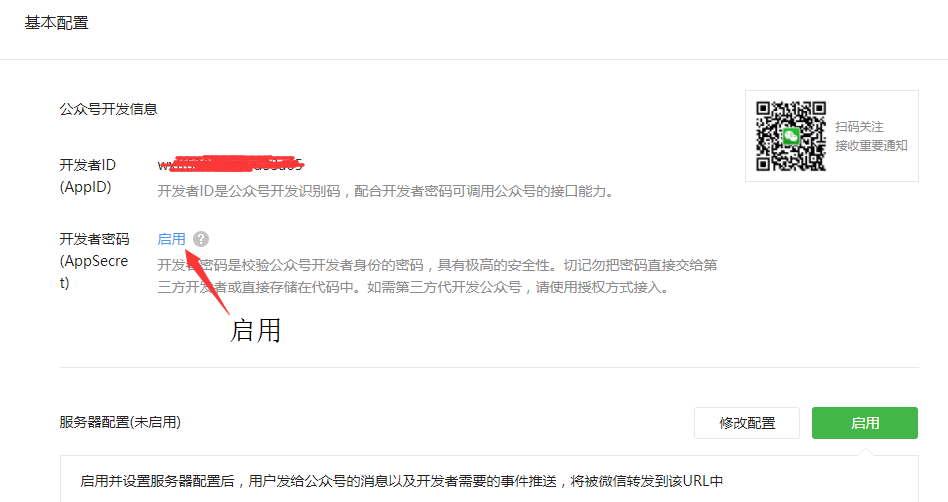 基本配置
公众号开发信息
扫码关注
接收重要通知
开发者ID
(AppID)
开发者ID是公众号开发识别码，配合开发者密码可调用公众号的接口能力。
开发者密码
(AppSecre
t)
启用 ?
开发者密码是校验公众号开发者身份的密码，具有极高的安全性。切记勿把密码直接交给第
三方开发者或直接存储在代码中。如需第三方代开发公众号，请使用授权方式接入。
启用
服务器配置(未启用)
修改配置
启用
启用并设置服务器配置后，用户发给公众号的消息以及开发者需要的事件推送，将被微信转发到该URL中